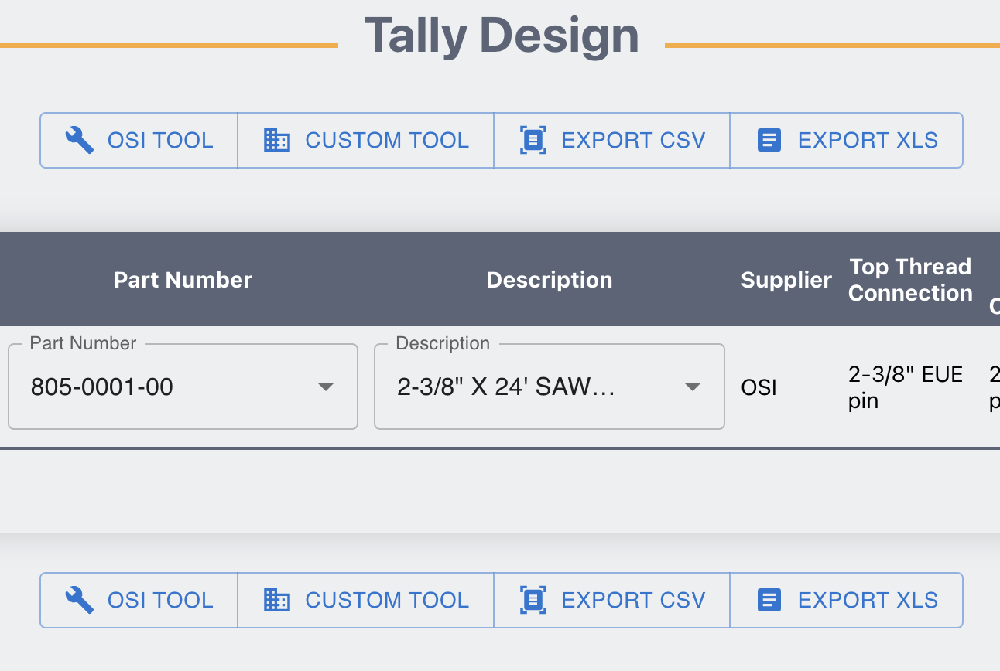 Tally Design
OSI TOOL
CUSTOM TOOL
EXPORT CSV
EXPORT XLS
Part Number
Description
Supplier
Top Thread
Connection
Part Number
805-0001-00
Description
2-3/8" X 24' SAW…
OSI
2-3/8" EUE
pin
OSI TOOL
CUSTOM TOOL
EXPORT CSV
EXPORT XLS